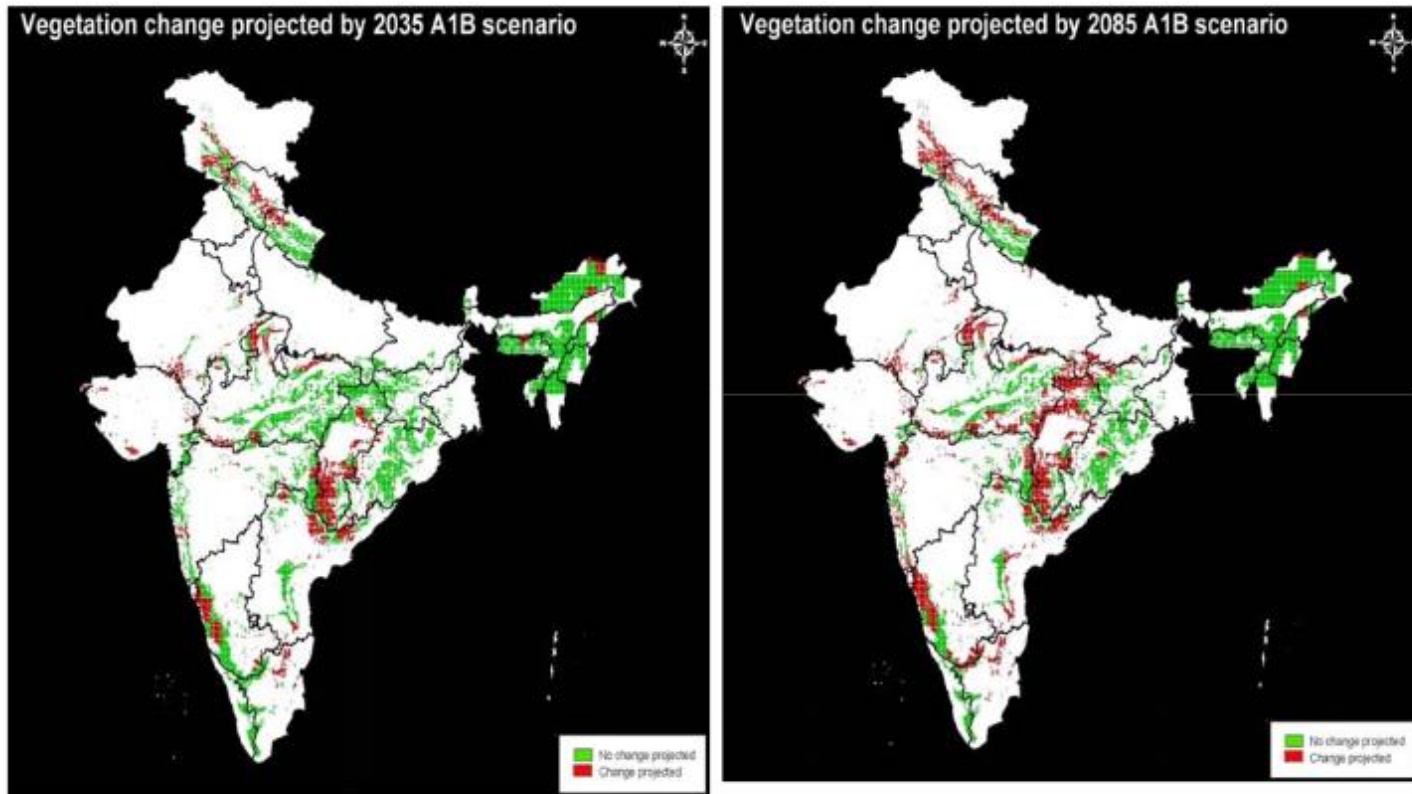 Vegetation change projected by 2035 A1B scenario
No change projected
Change projected
Vegetation change projected by 2085 A1B scenario
No change projected
Change projected